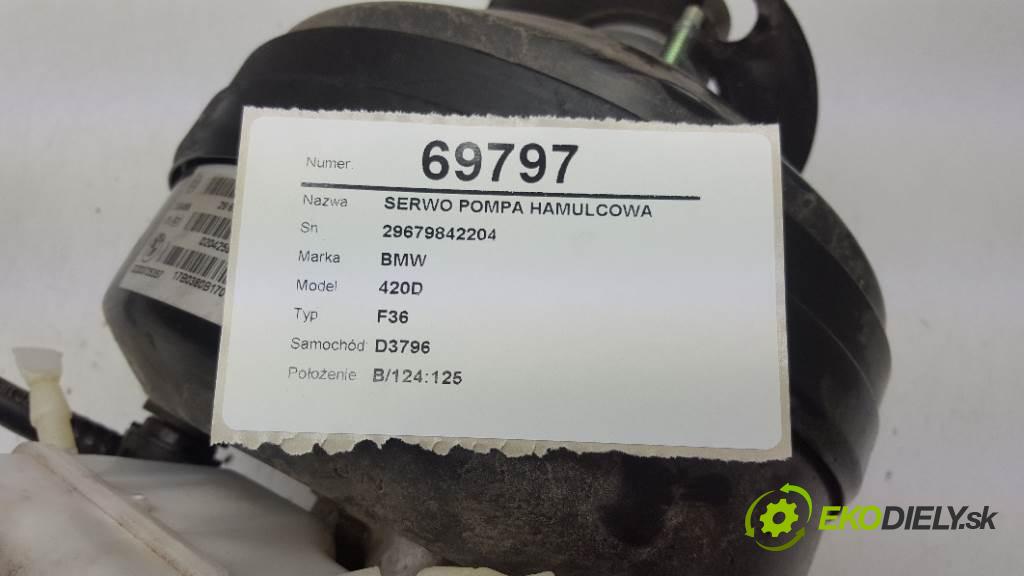 Numer. 69797
Nazwa SERWO POMPA HAMULCOWA
Sn 29679842204
Marka BMW
Model 420D
Typ F36
Samochód D3796
Położenie B/124:125
17B0380B170
EKODIELY.sk